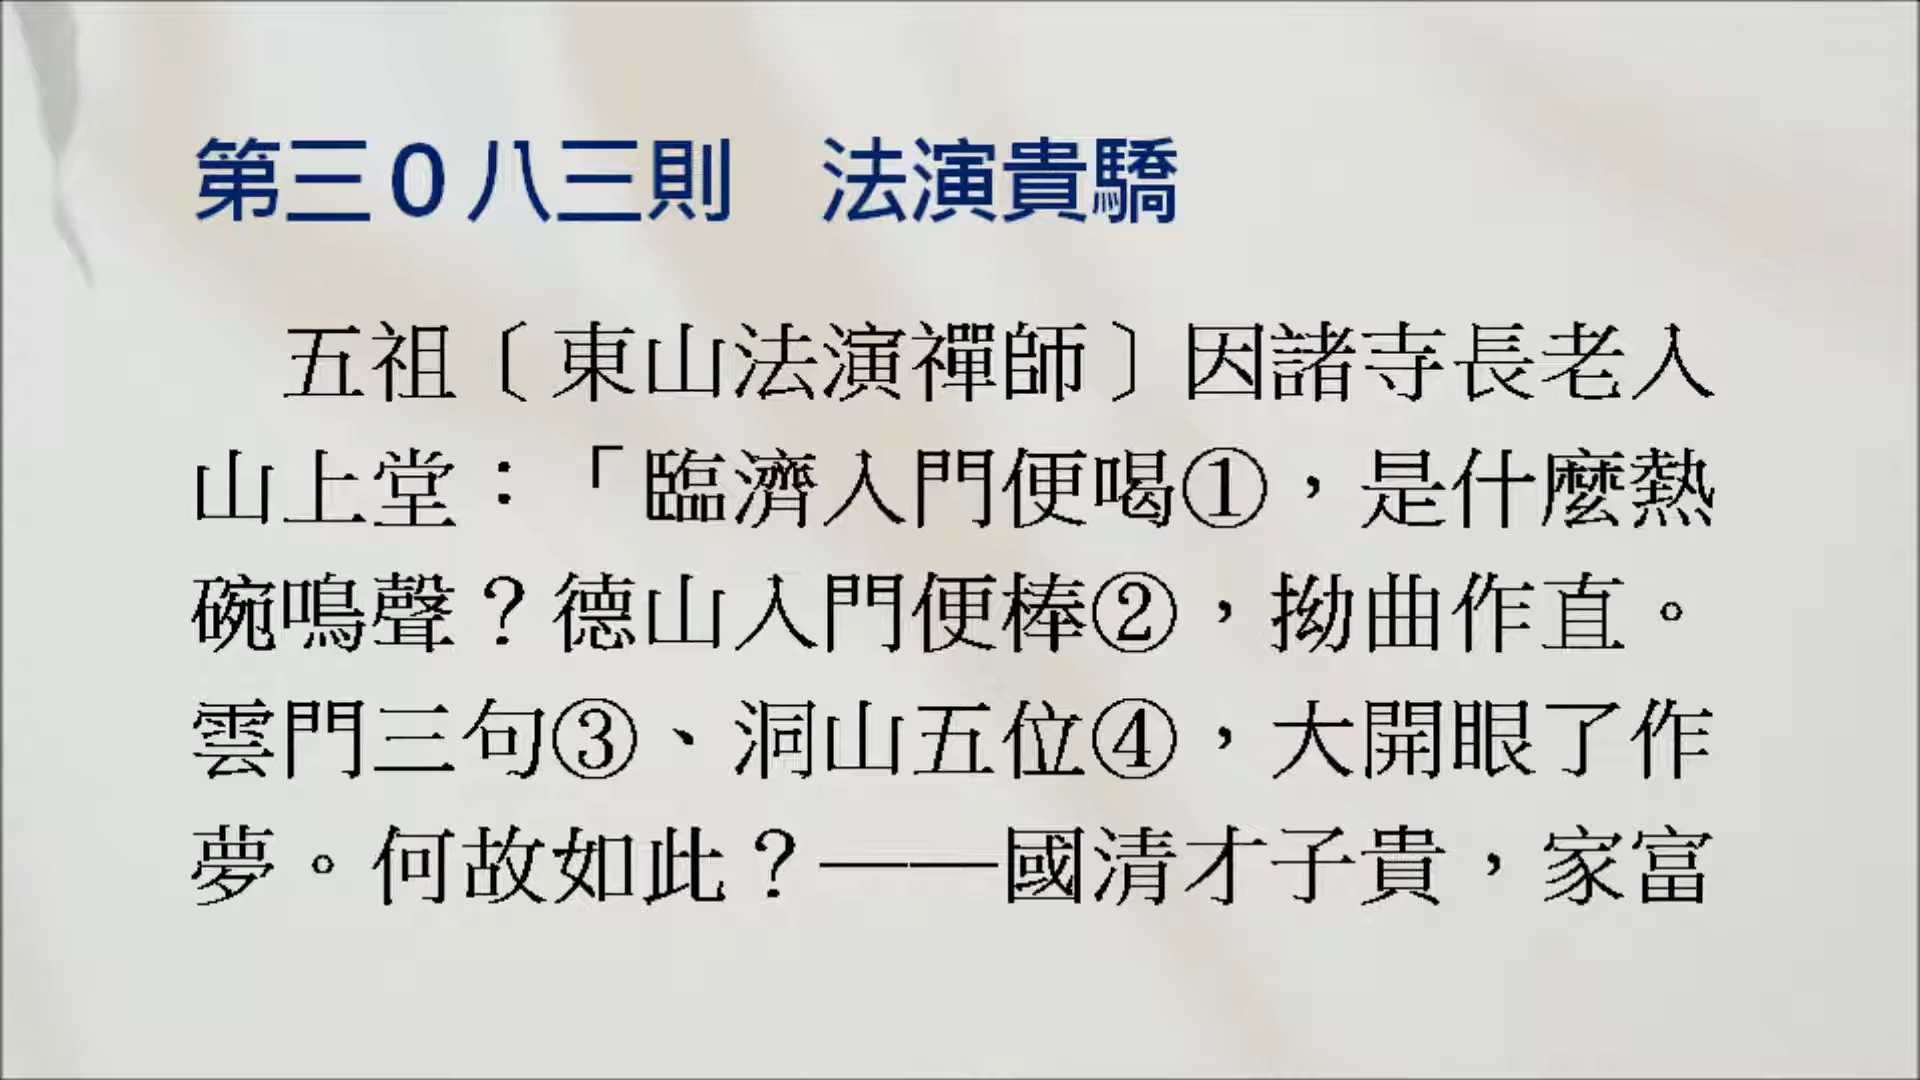 第三0八三則　法演貴驕
五祖〔東山法演禪師〕因諸寺長老入
山上堂：「臨濟入門便喝①，是什麼熱
碗鳴聲？德山入門便棒②，拗曲作直。
雲門三句③、洞山五位④，大開眼了作
夢。何故如此？——國清才子貴，家富